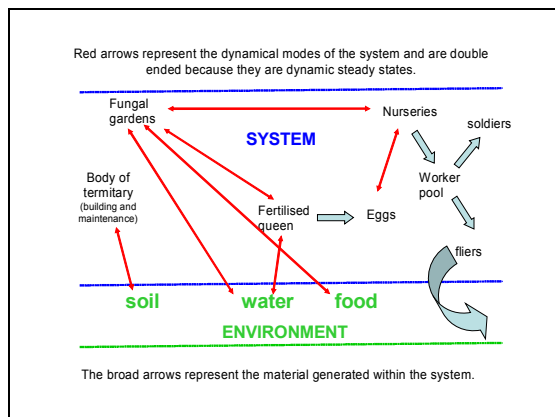 Red arrows represent the dynamical modes of the system and are double
ended because they are dynamic steady states.
Fungal
gardens
Nurseries
soldiers
SYSTEM
Body of
termitary
(building and
maintenance)
Worker
pool
Fertilised
queen
Eggs
fliers
soil
water
food
ENVIRONMENT
The broad arrows represent the material generated within the system.